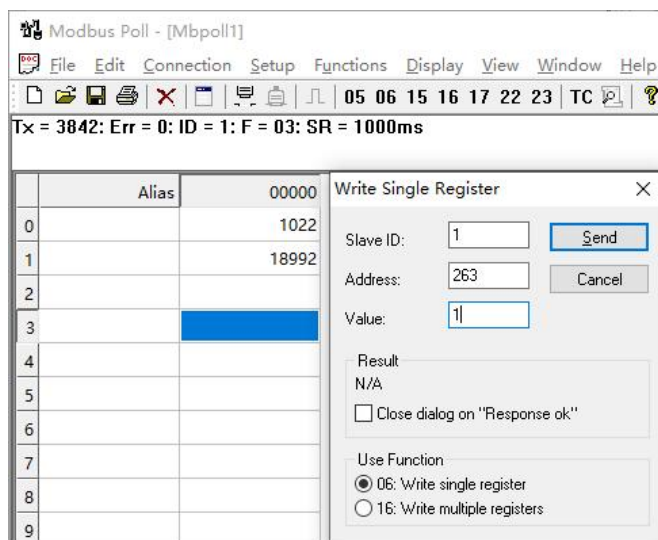 Modbus Poll - [Mbpoll1]
File Edit Connection Setup Functions Display View Window Help
05 06 15 16 17 22 23 TC
Tx = 3842: Err = 0: ID = 1: F = 03: SR = 1000ms
Alias 00000
0 1022
1 18992
2
3
4
5
6
7
8
9
Write Single Register
Slave ID: 1 Send
Address: 263 Cancel
Value: 1
Result
N/A
Close dialog on "Response ok"
Use Function
06: Write single register
16: Write multiple registers